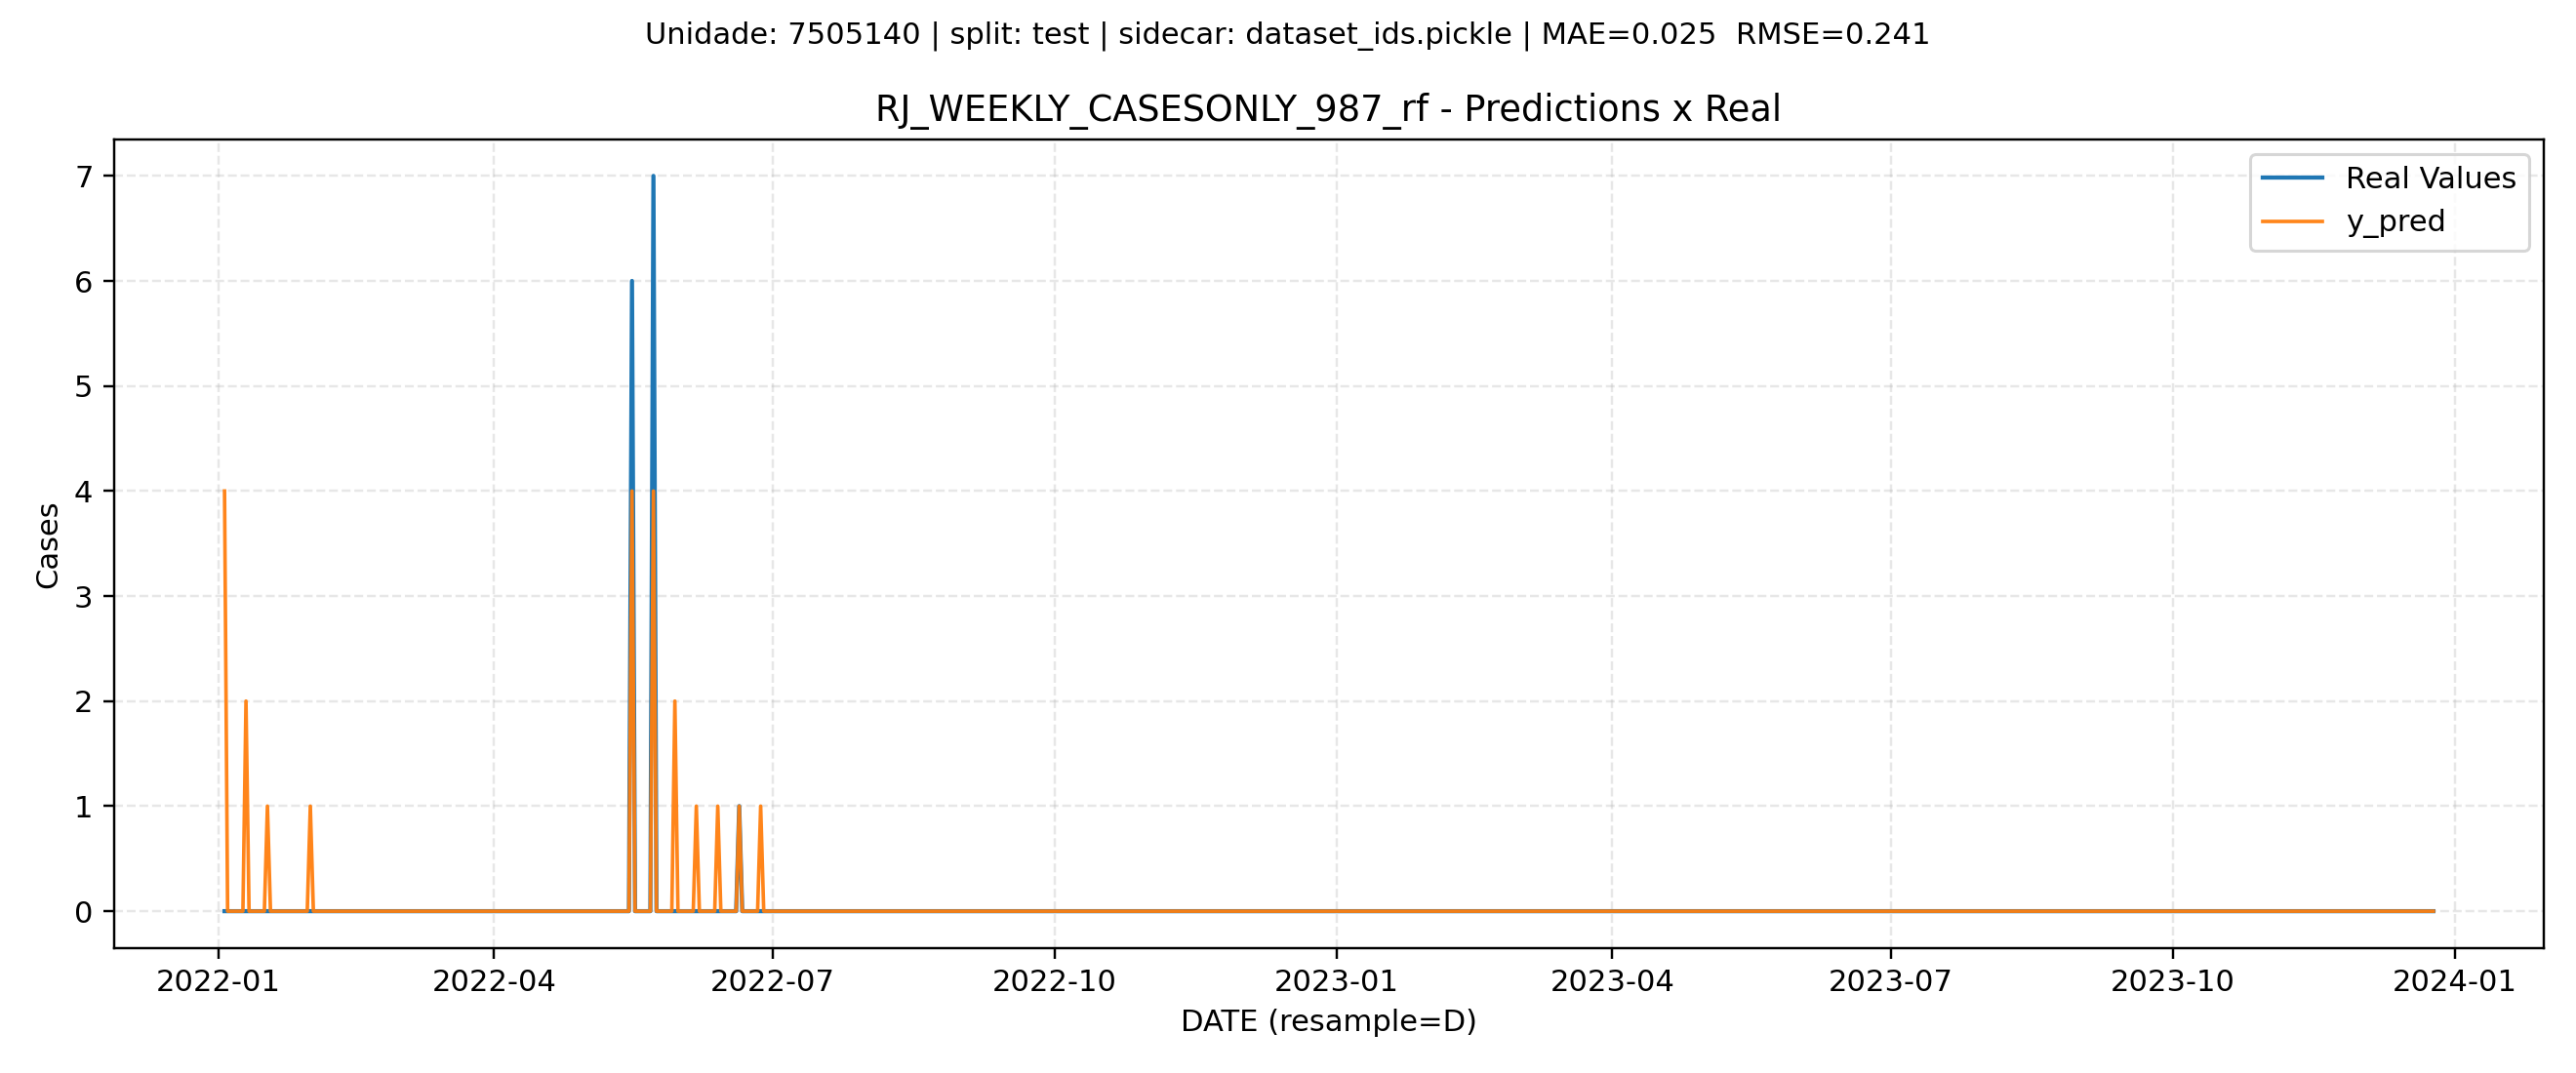 Unidade: 7505140 | split: test | sidecar: dataset_ids.pickle | MAE=0.025  RMSE=0.241
RJ_WEEKLY_CASESONLY_987_rf - Predictions x Real
Real Values
y_pred
7
6
5
4
3
2
1
0
Cases
2022-01 2022-04 2022-07 2022-10 2023-01 2023-04 2023-07 2023-10 2024-01
DATE (resample=D)